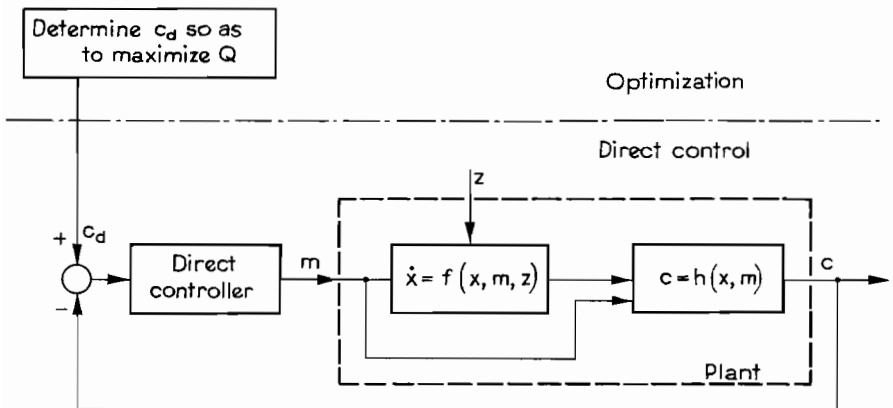 Determine c_d so as
to maximize Q
Optimization
Direct control
z
+ c_d
Direct
controller
m
ẋ = f(x, m, z)
c = h(x, m)
c
−
Plant